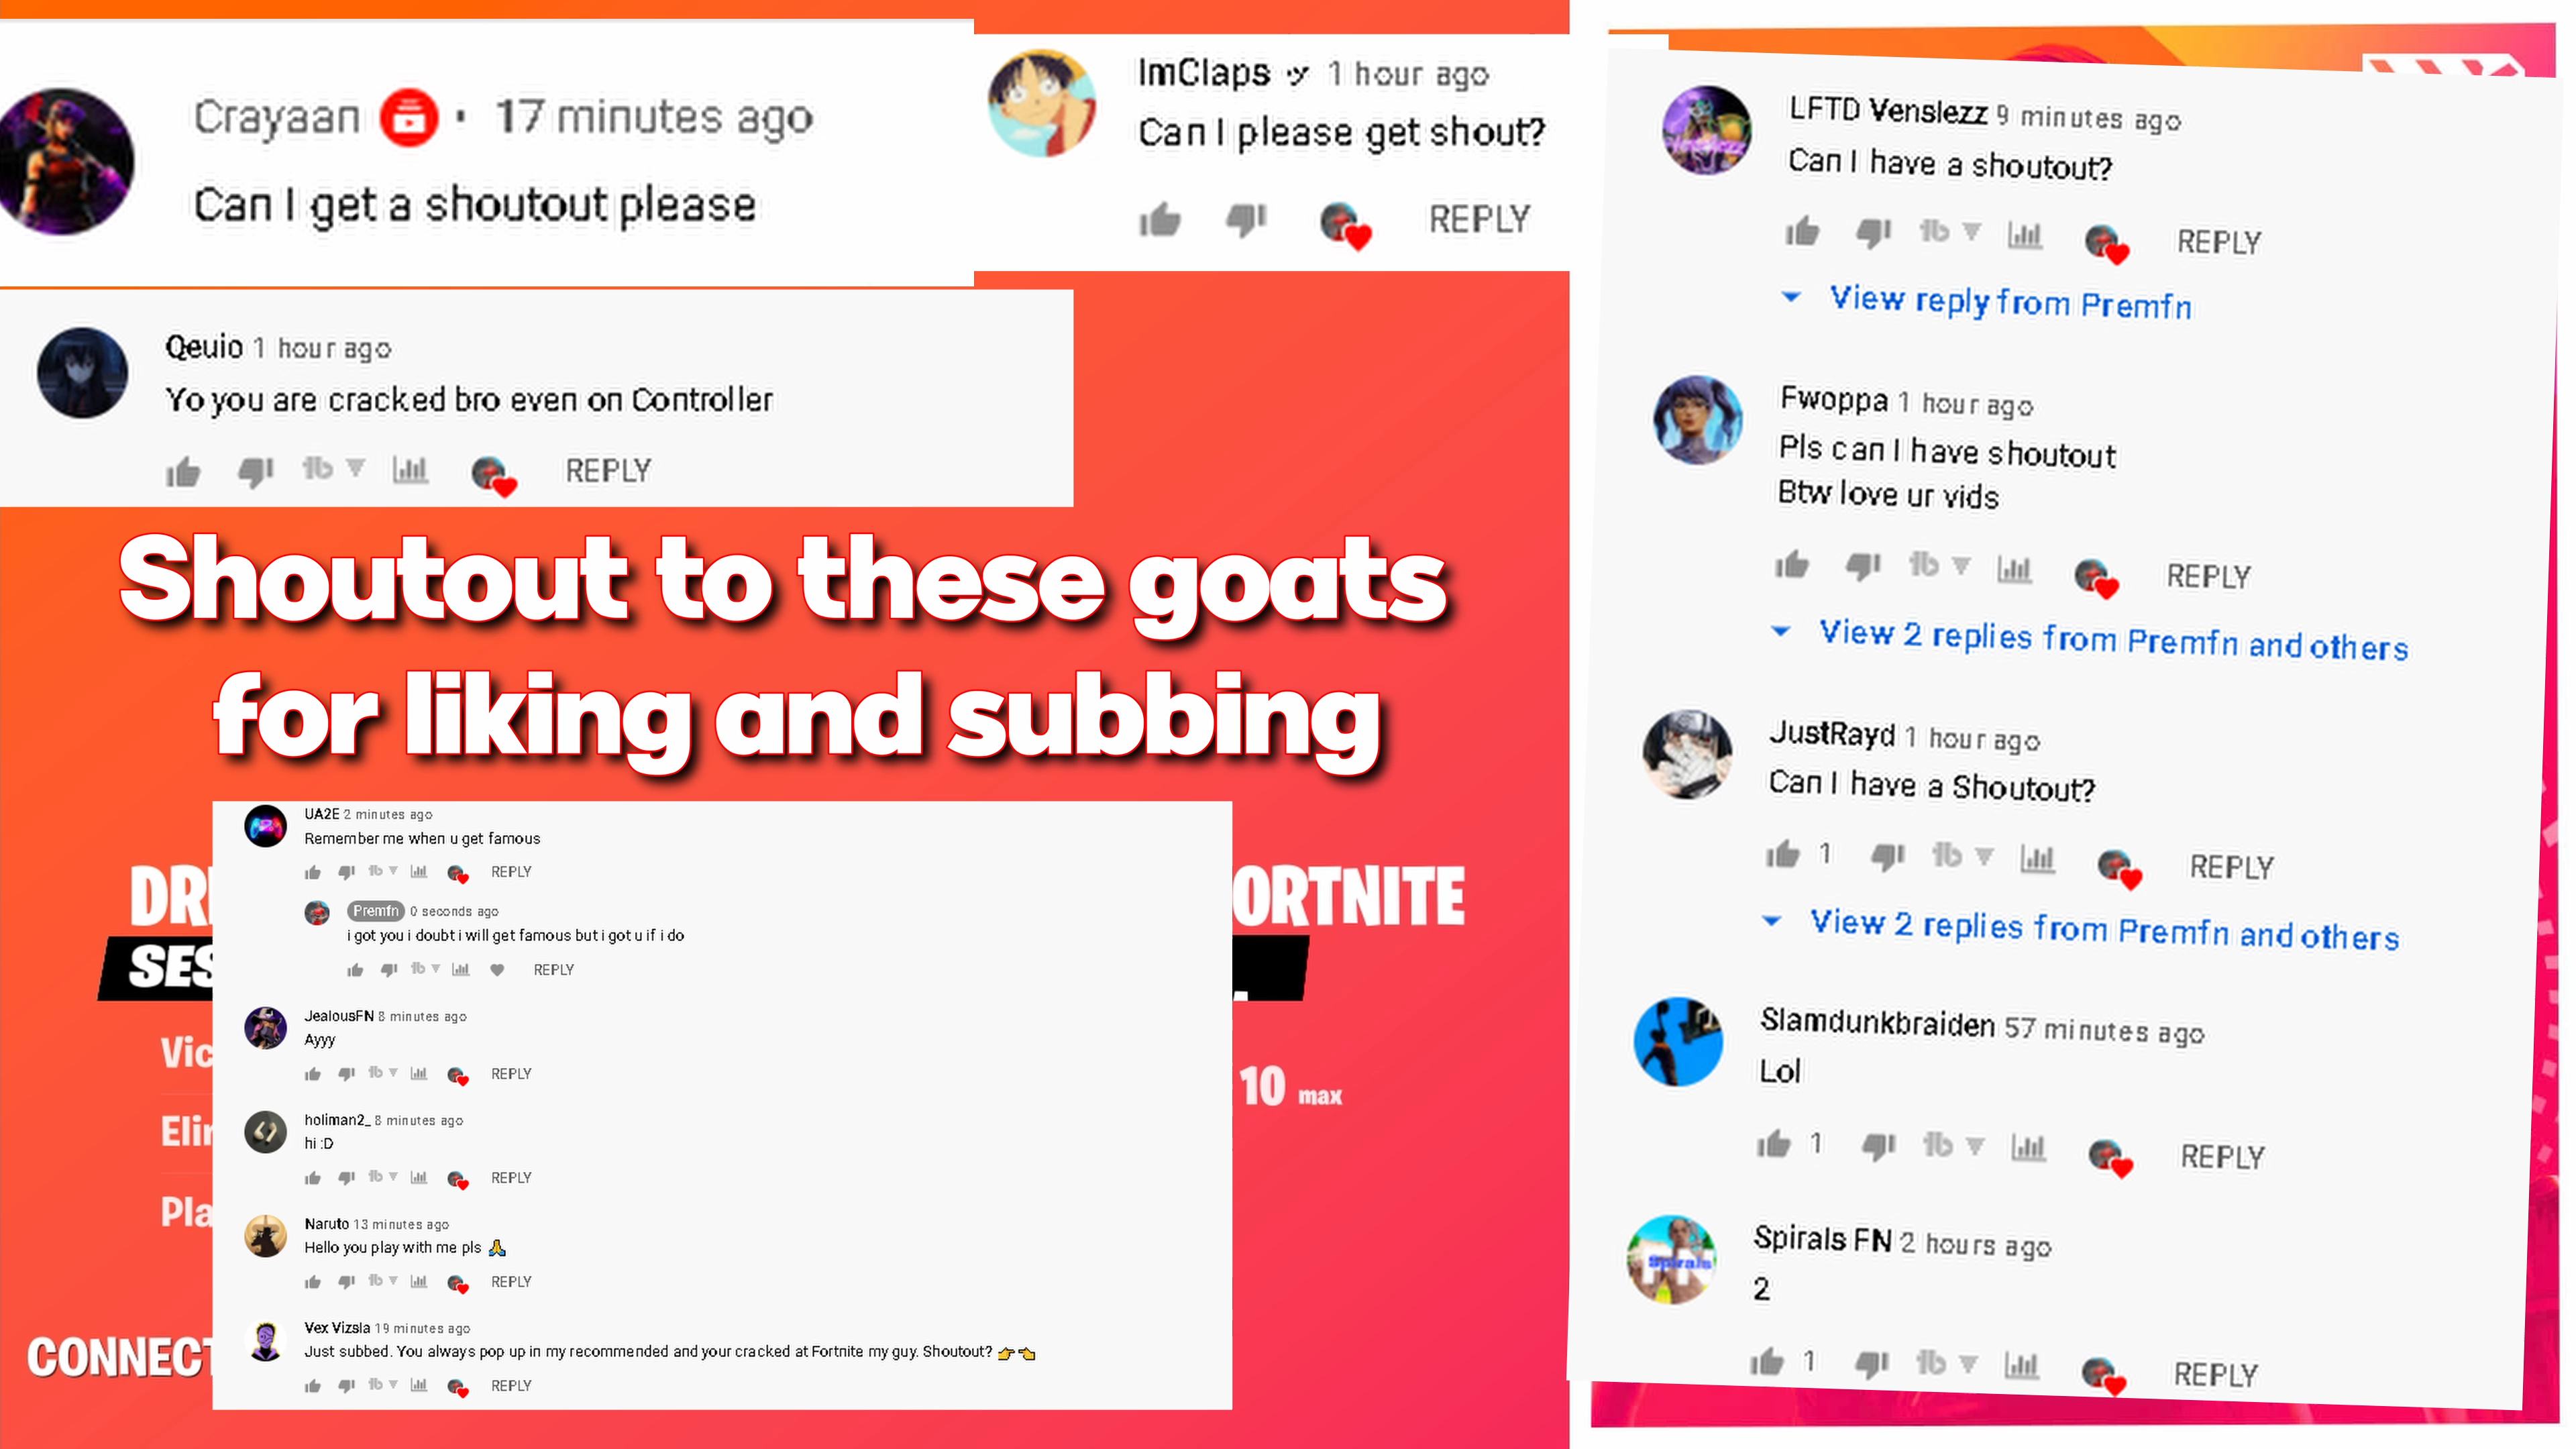 Crayaan · 17 minutes ago
Can I get a shoutout please
ImClaps 1 hour ago
Can I please get shout?
REPLY
Qeuio 1 hour ago
Yo you are cracked bro even on Controller
REPLY
Shoutout to these goats
for liking and subbing
UA2E 2 minutes ago
Remember me when u get famous
REPLY
Premfn 0 seconds ago
i got you i doubt i will get famous but i got u if i do
REPLY
JealousFN 8 minutes ago
Ayyy
REPLY
holiman2_ 8 minutes ago
hi :D
REPLY
Naruto 13 minutes ago
Hello you play with me pls 🙏
REPLY
Vex Vizsla 19 minutes ago
Just subbed. You always pop up in my recommended and your cracked at Fortnite my guy. Shoutout? 👉👈
REPLY
DR
SES
Vic
Elin
Pla
CONNECT
ORTNITE
10 max
LFTD Venslezz 9 minutes ago
Can I have a shoutout?
REPLY
View reply from Premfn
Fwoppa 1 hour ago
Pls can I have shoutout
Btw love ur vids
REPLY
View 2 replies from Premfn and others
JustRayd 1 hour ago
Can I have a Shoutout?
1 REPLY
View 2 replies from Premfn and others
Slamdunkbraiden 57 minutes ago
Lol
1 REPLY
Spirals FN 2 hours ago
2
1 REPLY